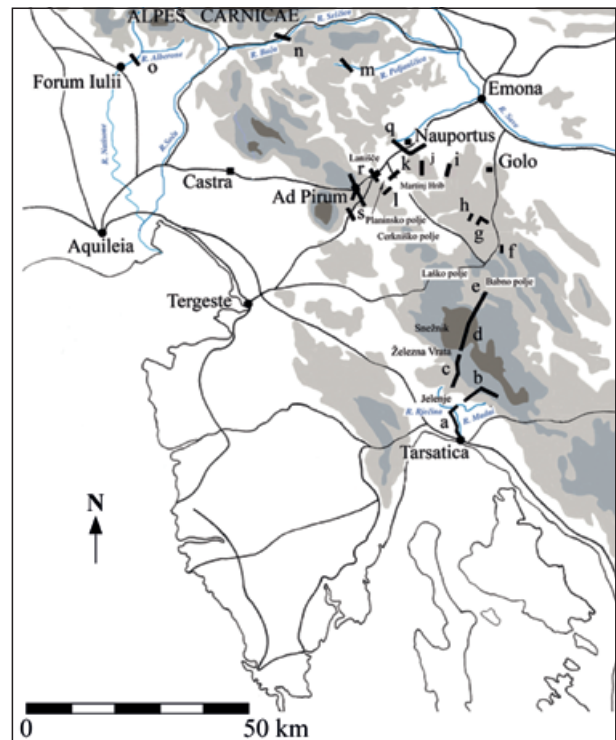 ALPES CARNICAE
n
R. Selčica
R. Bača
R. Alberone
o
Forum Iulii
m
R. Poljanščica
Emona
R. Sava
R. Natisone
R. Soča
q
Nauportus
Lanišče
r
k
j
i
Golo
Castra
Martinj Hrib
Ad Pirum
l
s
Planinsko polje
h
g
Cerkniško polje
Aquileia
f
Laško polje
e
Babno polje
Tergeste
Snežnik
d
Železna Vrata
c
b
Jelenje
R. Rječina
a
Tarsatica
N
0
50 km